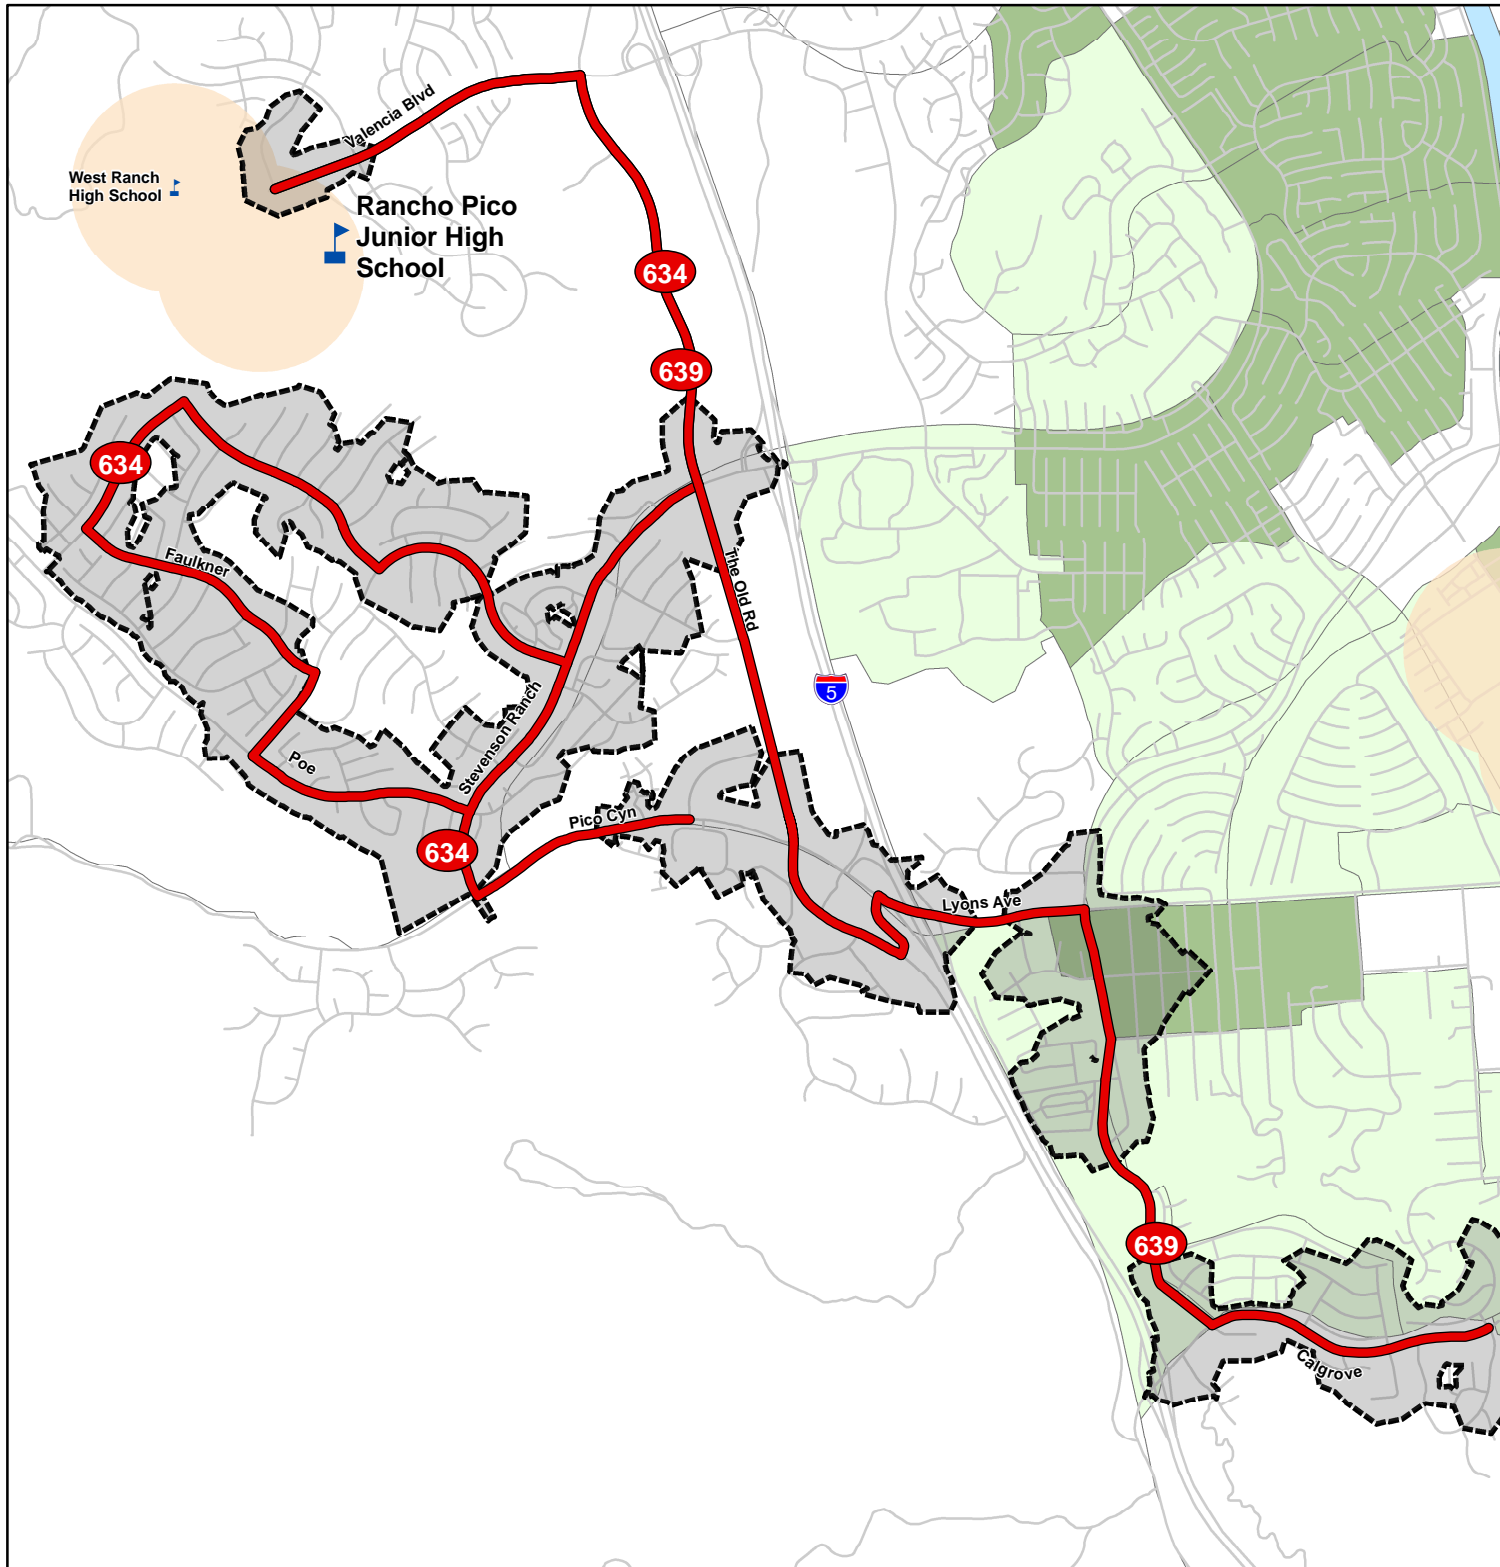 Valencia Blvd
West Ranch
High School
Rancho Pico
Junior High
School
634
639
634
Faulkner
The Old Rd
5
Stevenson Ranch
Poe
Pico Cyn
634
Lyons Ave
639
Calgrove